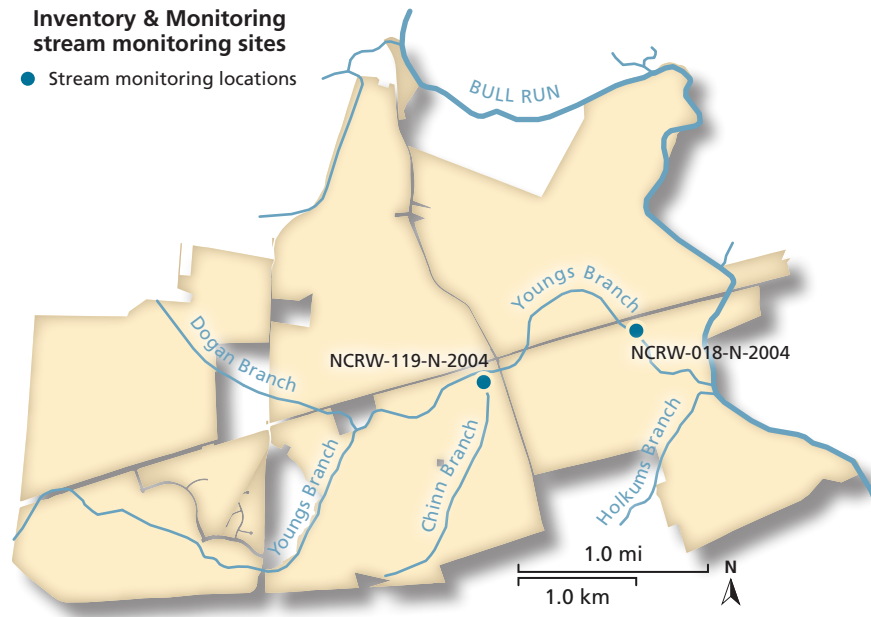 Inventory & Monitoring
stream monitoring sites
Stream monitoring locations
BULL RUN
Youngs Branch
Dogan Branch
NCRW-119-N-2004
NCRW-018-N-2004
Youngs Branch
Chinn Branch
Holkums Branch
1.0 mi
N
1.0 km